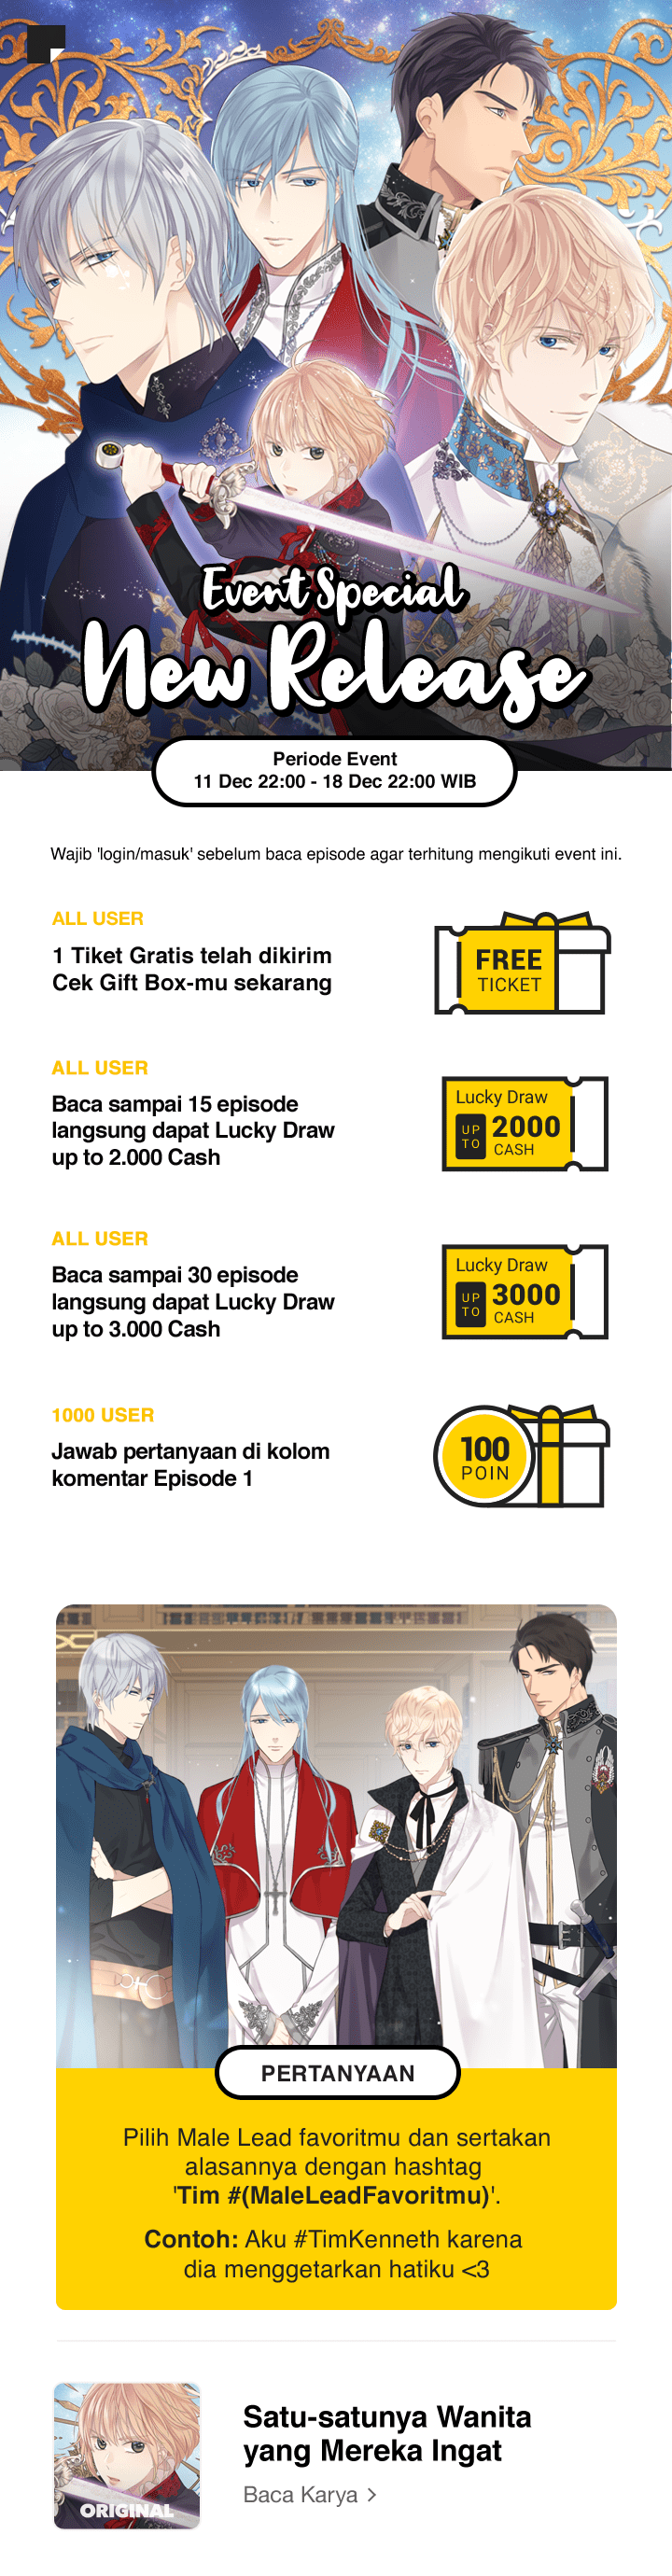 Event Special
New Release
Periode Event
11 Dec 22:00 - 18 Dec 22:00 WIB
Wajib 'login/masuk' sebelum baca episode agar terhitung mengikuti event ini.
ALL USER
1 Tiket Gratis telah dikirim
Cek Gift Box-mu sekarang
FREE
TICKET
ALL USER
Baca sampai 15 episode
langsung dapat Lucky Draw
up to 2.000 Cash
Lucky Draw
UP TO 2000
CASH
ALL USER
Baca sampai 30 episode
langsung dapat Lucky Draw
up to 3.000 Cash
Lucky Draw
UP TO 3000
CASH
1000 USER
Jawab pertanyaan di kolom
komentar Episode 1
100
POIN
PERTANYAAN
Pilih Male Lead favoritmu dan sertakan
alasannya dengan hashtag
'Tim #(MaleLeadFavoritmu)'.
Contoh: Aku #TimKenneth karena
dia menggetarkan hatiku <3
ORIGINAL
Satu-satunya Wanita
yang Mereka Ingat
Baca Karya >